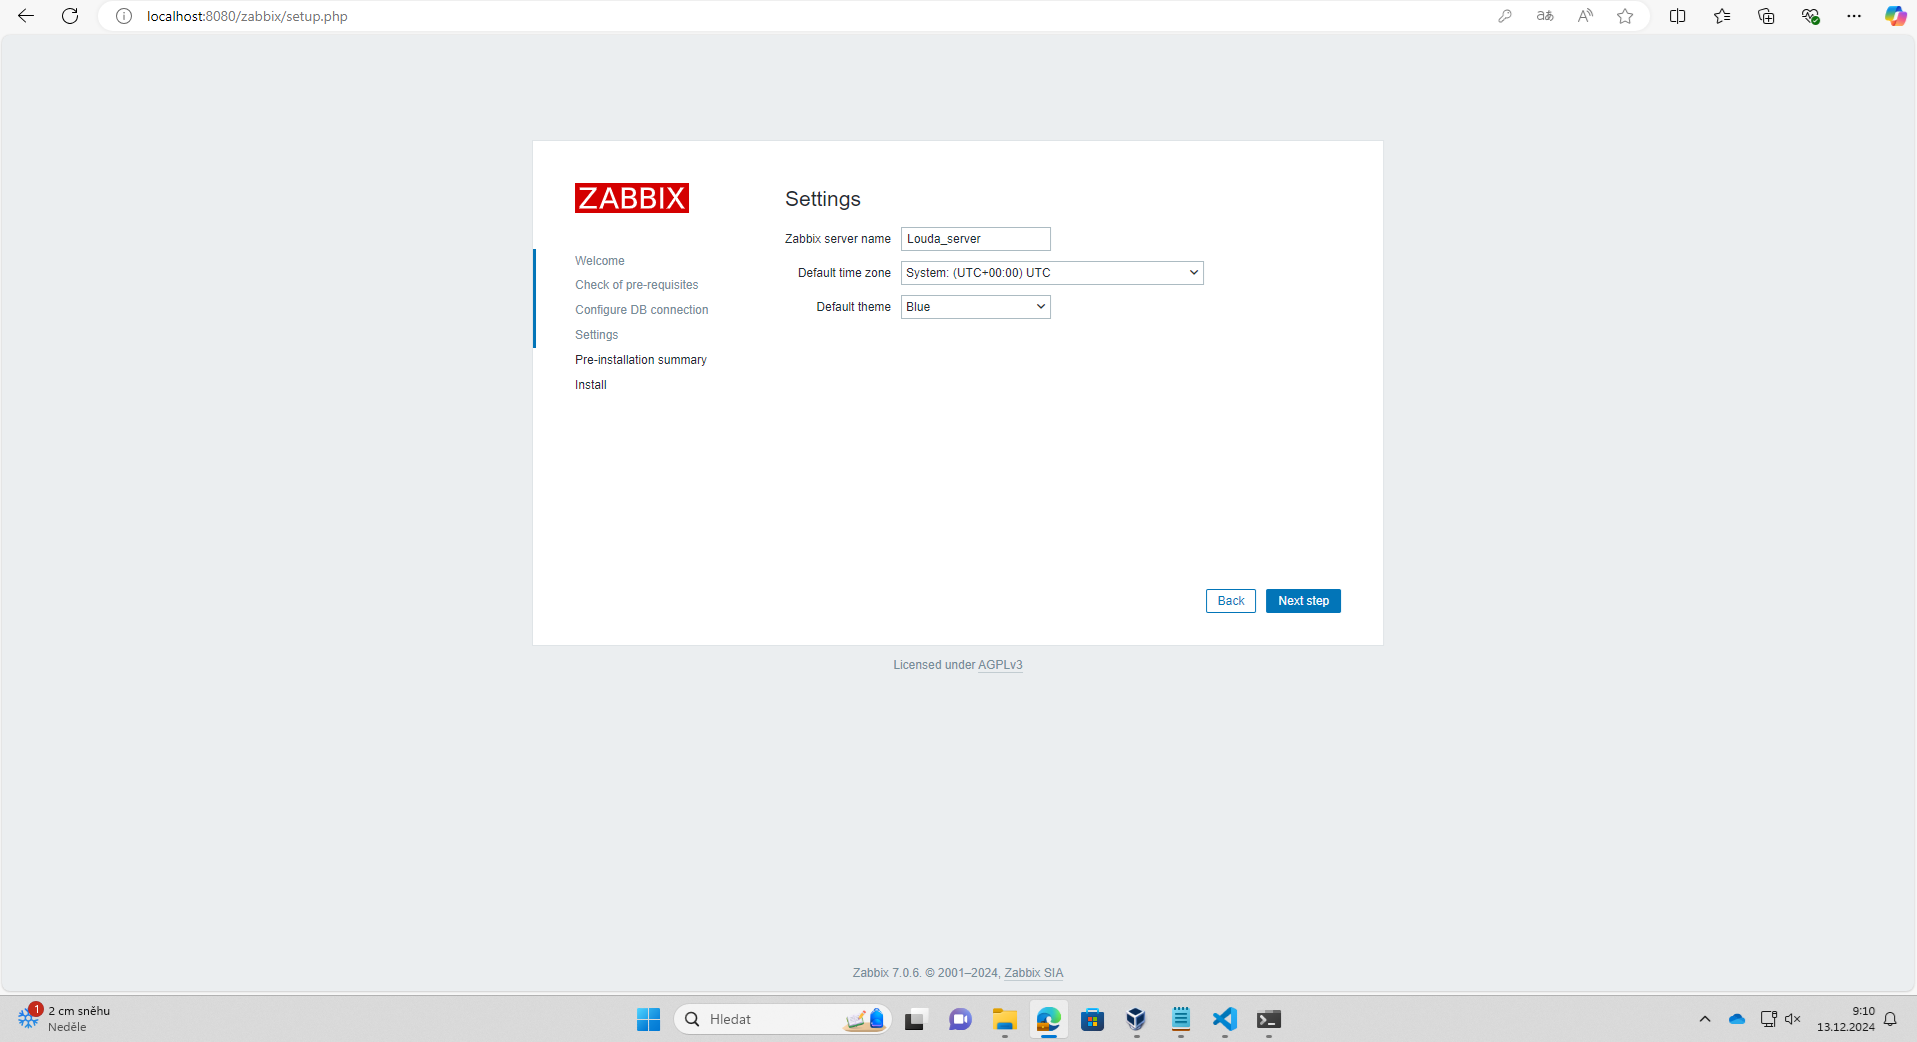 localhost:8080/zabbix/setup.php
ZABBIX
Welcome
Check of pre-requisites
Configure DB connection
Settings
Pre-installation summary
Install
Settings
Zabbix server name Louda_server
Default time zone System: (UTC+00:00) UTC
Default theme Blue
Back Next step
Licensed under AGPLv3
Zabbix 7.0.6. © 2001–2024, Zabbix SIA
1
2 cm sněhu
Neděle
Hledat
9:10
13.12.2024